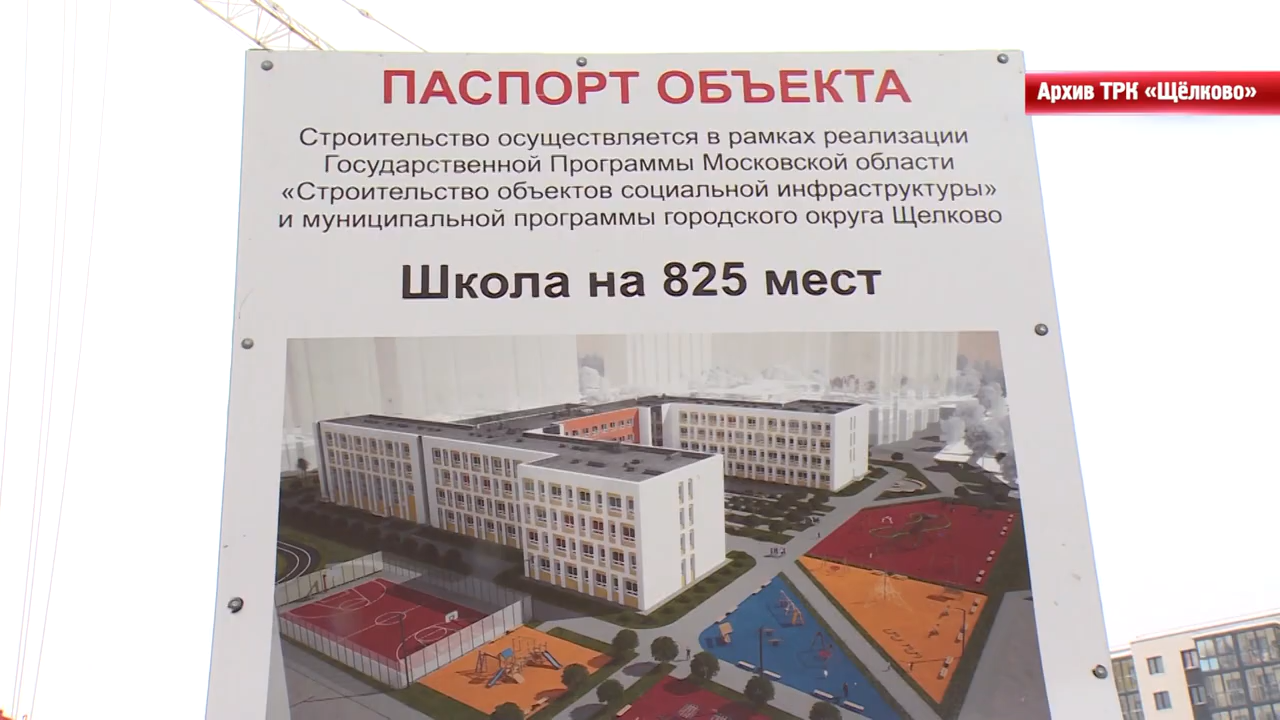 ПАСПОРТ ОБЪЕКТА
Архив ТРК «Щёлково»
Строительство осуществляется в рамках реализации
Государственной Программы Московской области
«Строительство объектов социальной инфраструктуры»
и муниципальной программы городского округа Щелково
Школа на 825 мест